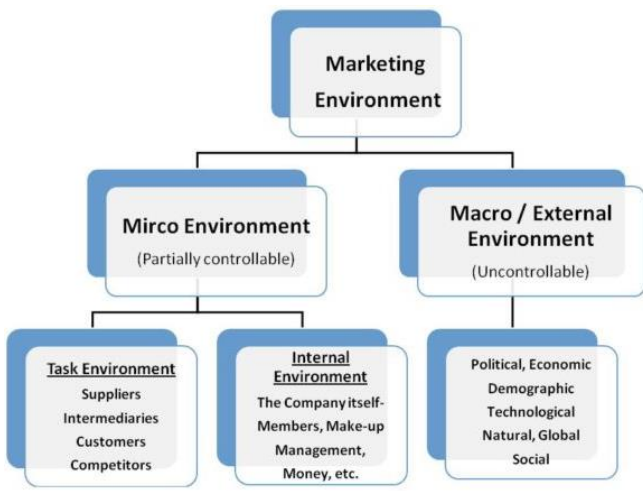 Marketing
Environment
Mirco Environment
(Partially controllable)
Macro / External
Environment
(Uncontrollable)
Task Environment
Suppliers
Intermediaries
Customers
Competitors
Internal
Environment
The Company itself-
Members, Make-up
Management,
Money, etc.
Political, Economic
Demographic
Technological
Natural, Global
Social